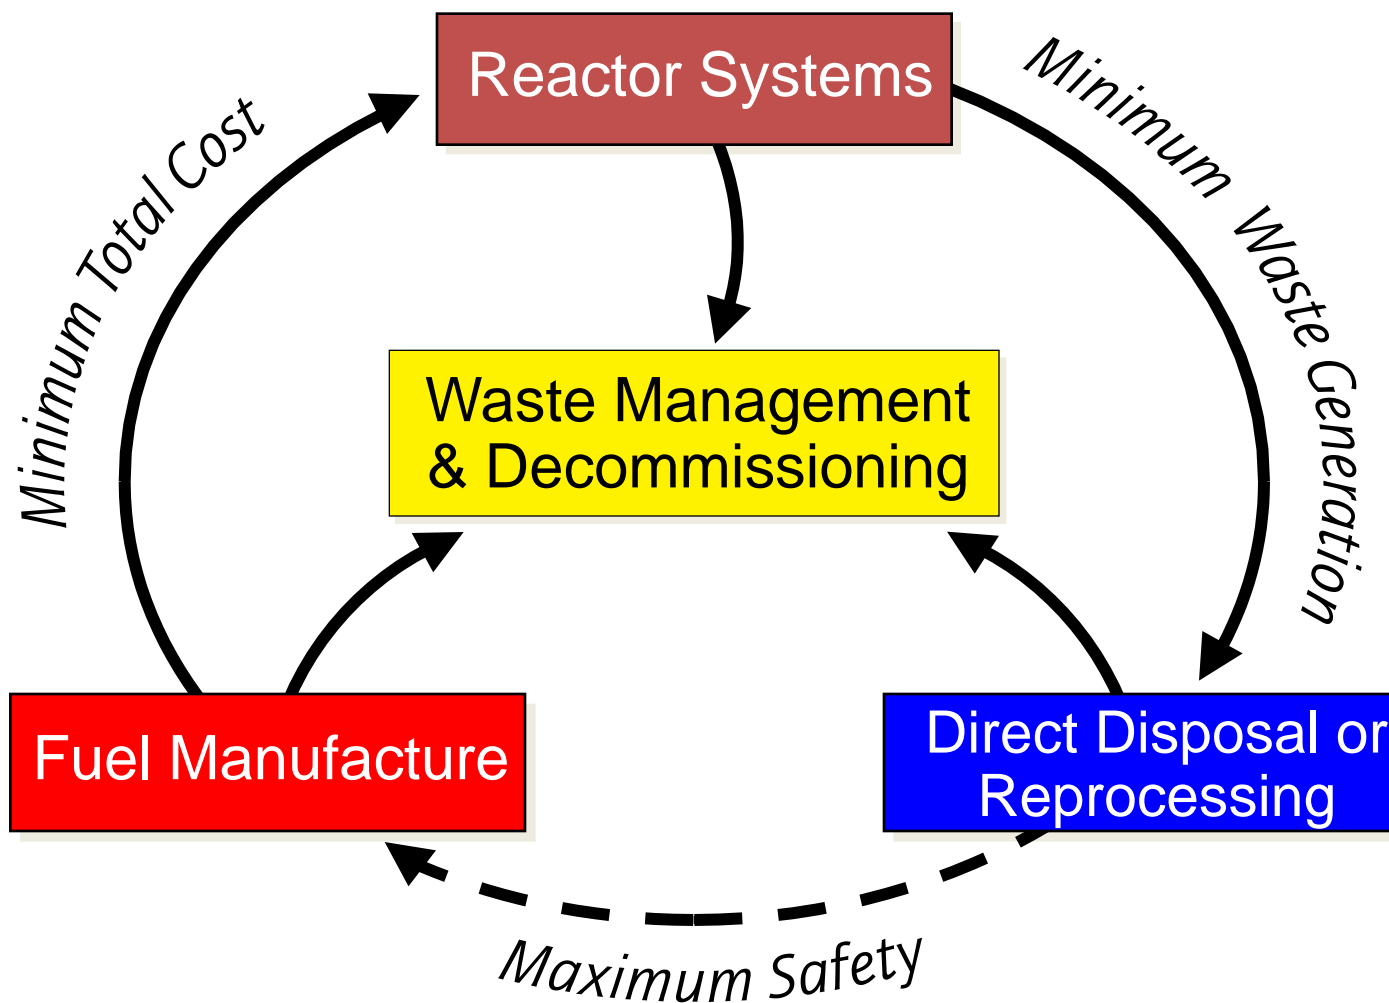 Reactor Systems
Minimum Total Cost
Minimum Waste Generation
Waste Management
& Decommissioning
Fuel Manufacture
Direct Disposal or
Reprocessing
Maximum Safety